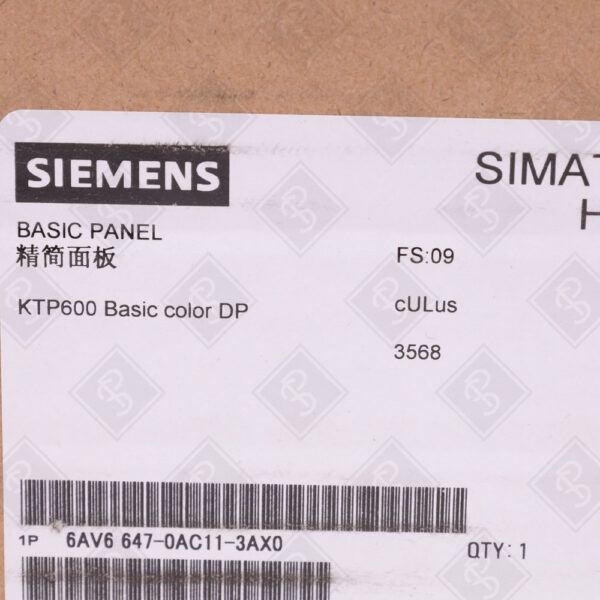 SIEMENS
SIMAT
H
BASIC PANEL
精简面板
FS:09
KTP600 Basic color DP
cULus
3568
1P 6AV6 647-0AC11-3AX0
QTY: 1